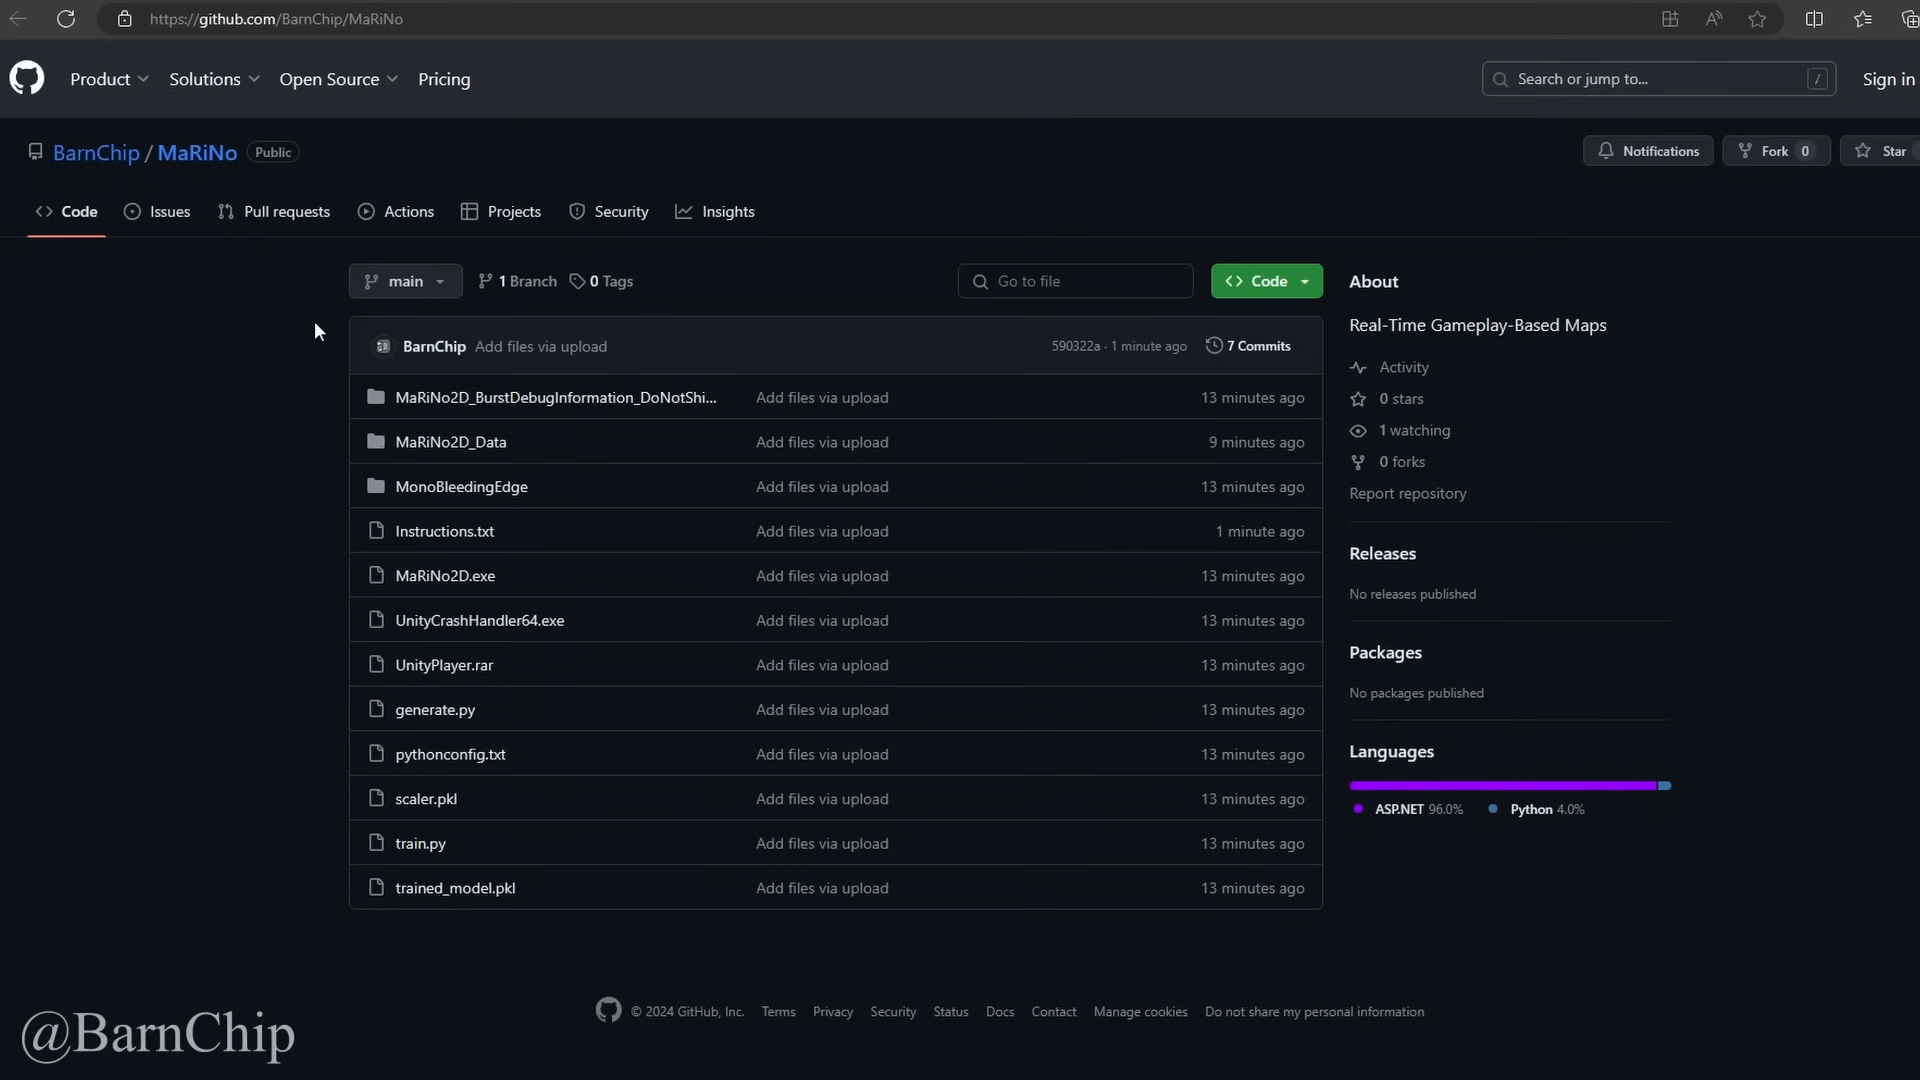 https://github.com/BarnChip/MaRiNo
Product Solutions Open Source Pricing Search or jump to... / Sign in
BarnChip / MaRiNo Public Notifications Fork 0 Star
Code Issues Pull requests Actions Projects Security Insights
main 1 Branch 0 Tags Go to file Code
BarnChip Add files via upload 590322a · 1 minute ago 7 Commits
MaRiNo2D_BurstDebugInformation_DoNotShi... Add files via upload 13 minutes ago
MaRiNo2D_Data Add files via upload 9 minutes ago
MonoBleedingEdge Add files via upload 13 minutes ago
Instructions.txt Add files via upload 1 minute ago
MaRiNo2D.exe Add files via upload 13 minutes ago
UnityCrashHandler64.exe Add files via upload 13 minutes ago
UnityPlayer.rar Add files via upload 13 minutes ago
generate.py Add files via upload 13 minutes ago
pythonconfig.txt Add files via upload 13 minutes ago
scaler.pkl Add files via upload 13 minutes ago
train.py Add files via upload 13 minutes ago
trained_model.pkl Add files via upload 13 minutes ago
About
Real-Time Gameplay-Based Maps
Activity
0 stars
1 watching
0 forks
Report repository
Releases
No releases published
Packages
No packages published
Languages
ASP.NET 96.0% Python 4.0%
© 2024 GitHub, Inc. Terms Privacy Security Status Docs Contact Manage cookies Do not share my personal information
@BarnChip